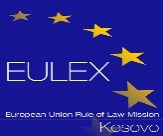 EULEX
European Union Rule of Law Mission
Kosovo